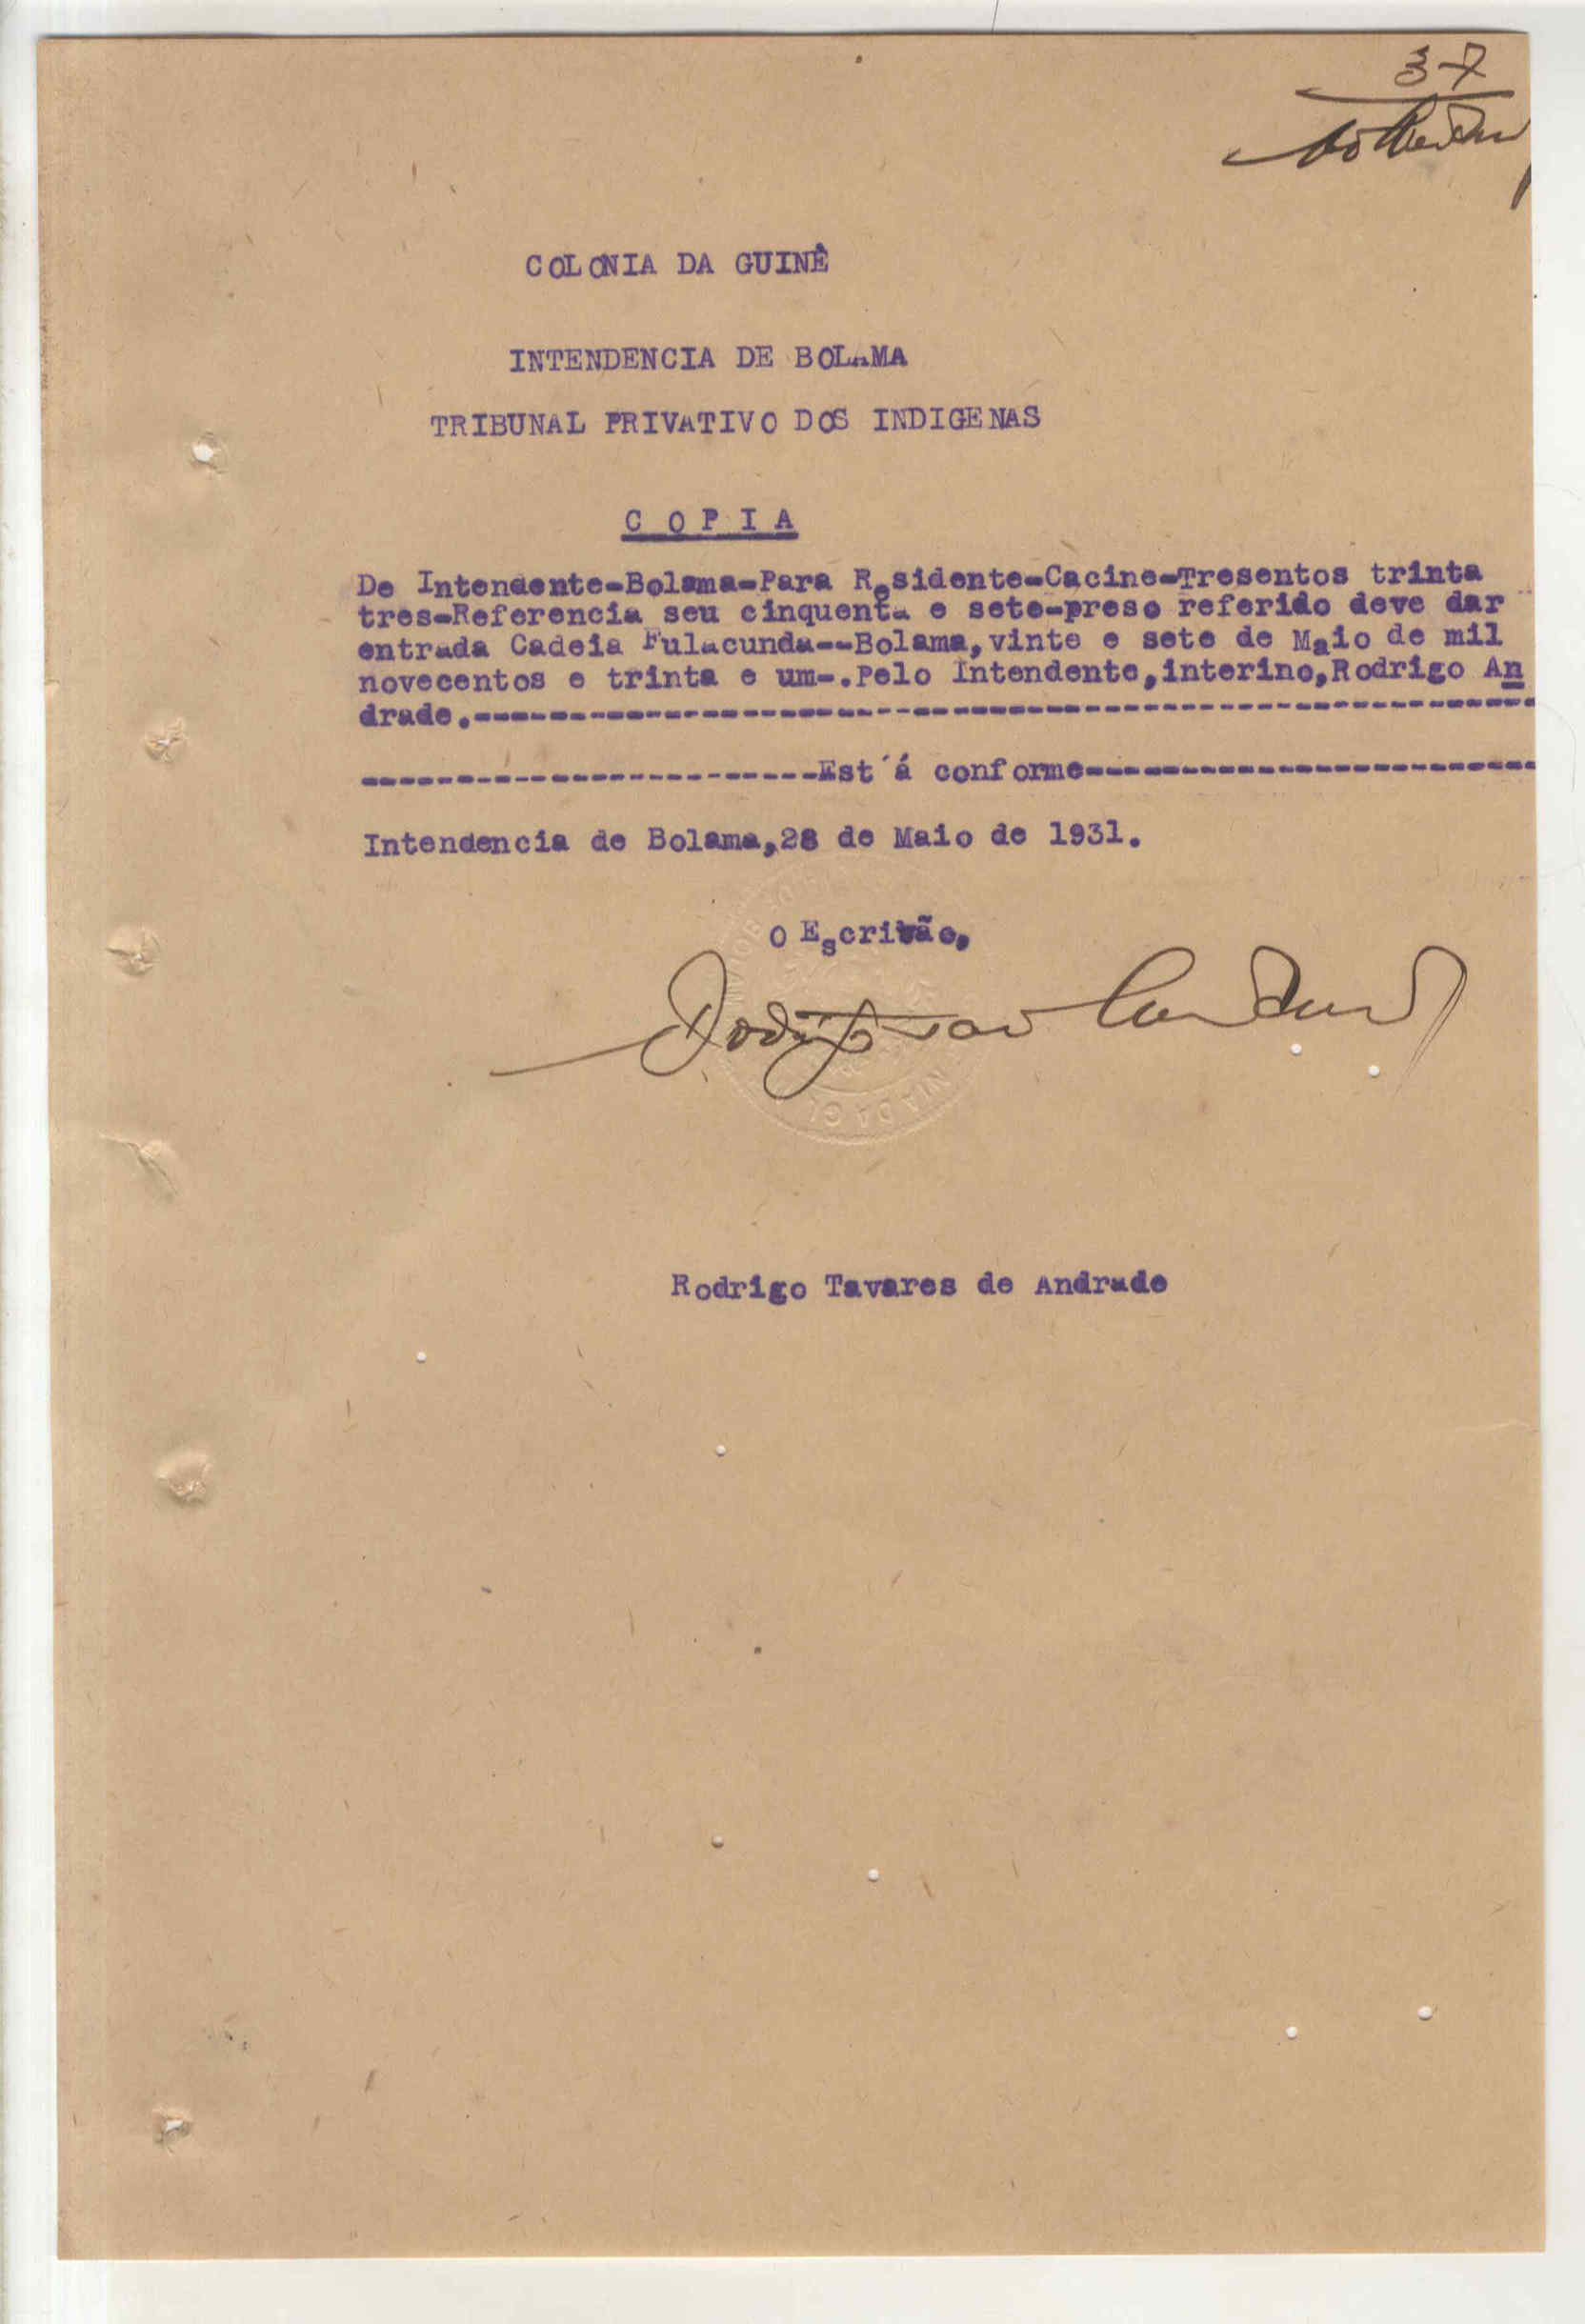 37
COLONIA DA GUINÊ
INTENDENCIA DE BOLAMA
TRIBUNAL PRIVATIVO DOS INDIGENAS
COPIA
De Intendente-Bolama-Para Residente-Cacine-Tresentos trinta
tres-Referencia seu cinquenta e sete-preso referido deve dar
entrada Cadeia Fulacunda--Bolama,vinte e sete de Maio de mil
novecentos e trinta e um-.Pelo Intendente,interino,Rodrigo An
drade.------------------------------------------------------------
-------------------------Est´á conforme-------------------------
Intendencia de Bolama,28 de Maio de 1931.
O Escrivão,
Rodrigo Tavares de Andrade